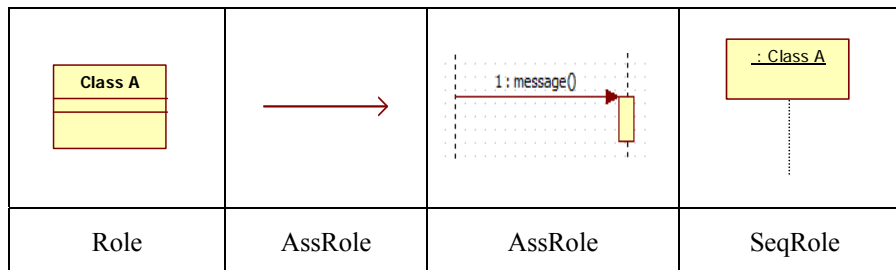 Class A
1 : message()
: Class A
Role
AssRole
AssRole
SeqRole